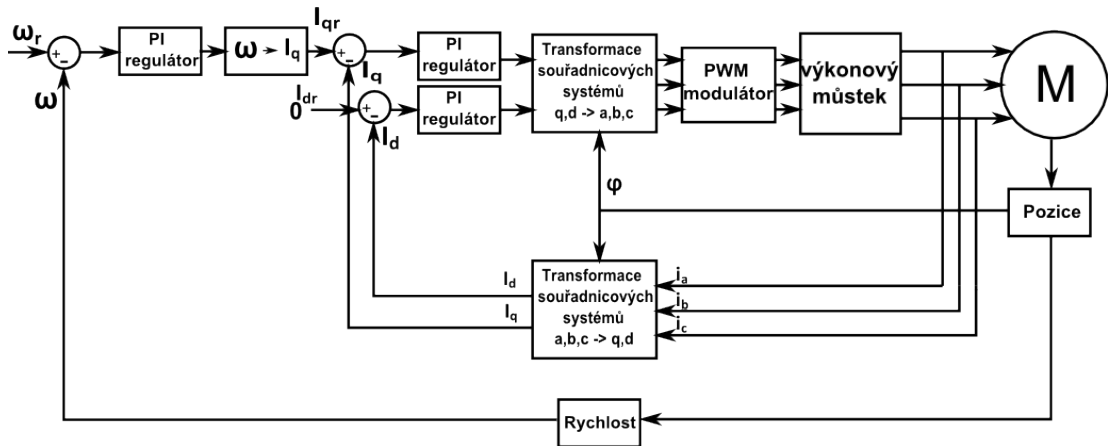 ωr
+
-
ω
PI
regulátor
ω → Iq
Iqr
+
-
Iq
Idr
0
+
-
Id
PI
regulátor
PI
regulátor
Transformace
souřadnicových
systémů
q,d -> a,b,c
PWM
modulátor
výkonový
můstek
M
φ
Pozice
Transformace
souřadnicových
systémů
a,b,c -> q,d
Id
Iq
ia
ib
ic
Rychlost